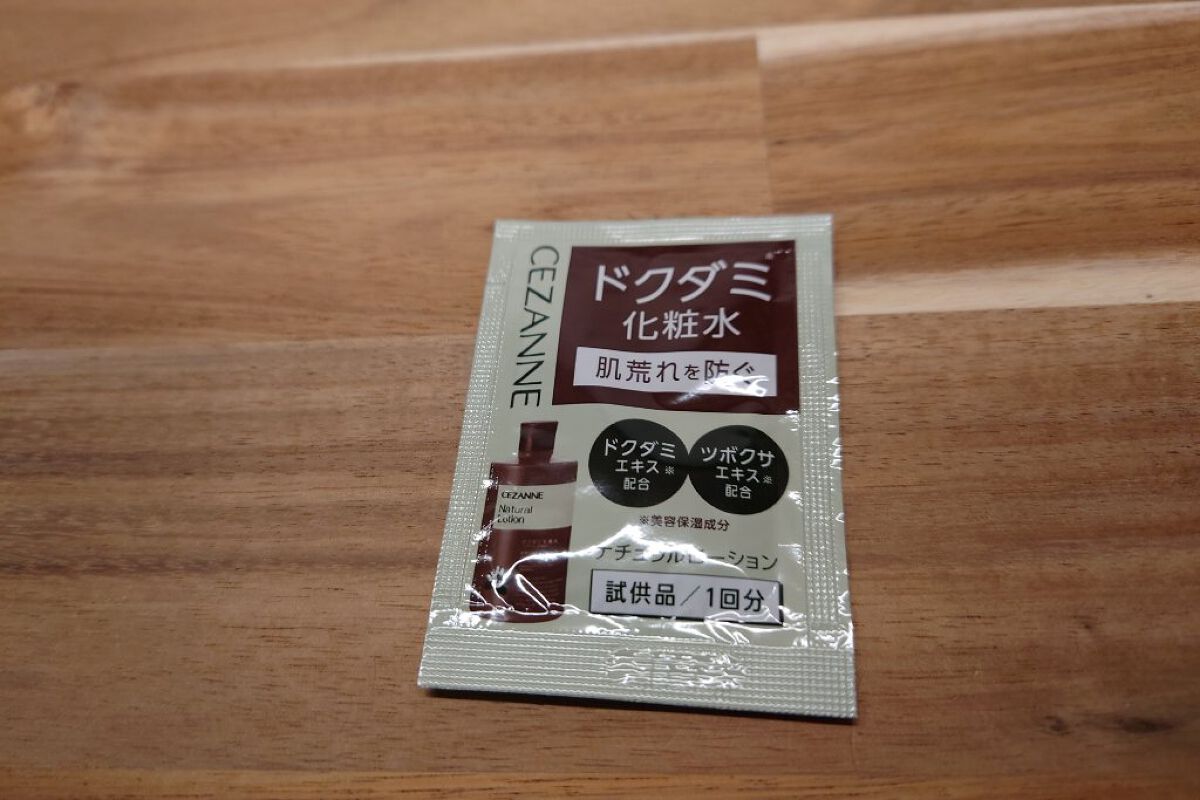 CEZANNE
ドクダミ
化粧水
肌荒れを防ぐ
ドクダミ
エキス※
配合
ツボクサ
エキス※
配合
※美容保湿成分
CEZANNE
Natural
Lotion
ナチュラルローション
試供品/1回分